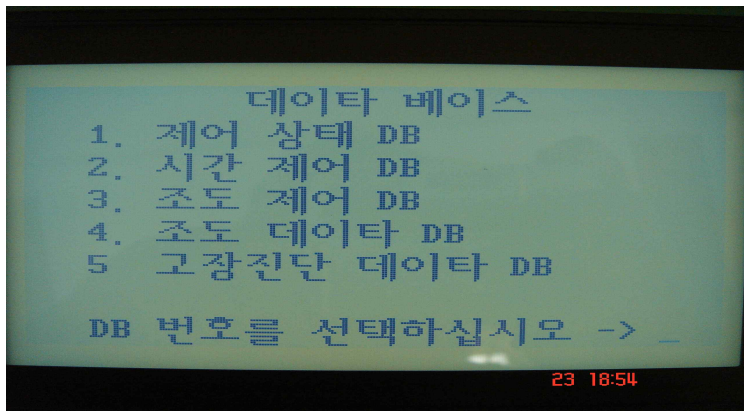 데이타 베이스
1. 제어 상태 DB
2. 시간 제어 DB
3. 조도 제어 DB
4. 조도 데이타 DB
5 고장진단 데이타 DB
DB 번호를 선택하십시오 -> _
23 18:54